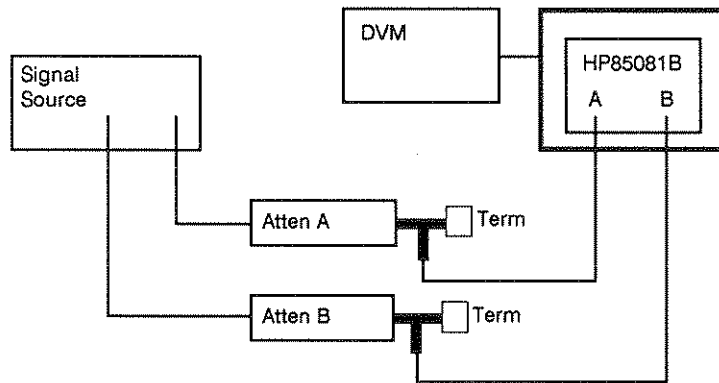 DVM
HP85081B
A
B
Signal
Source
Atten A
Term
Atten B
Term